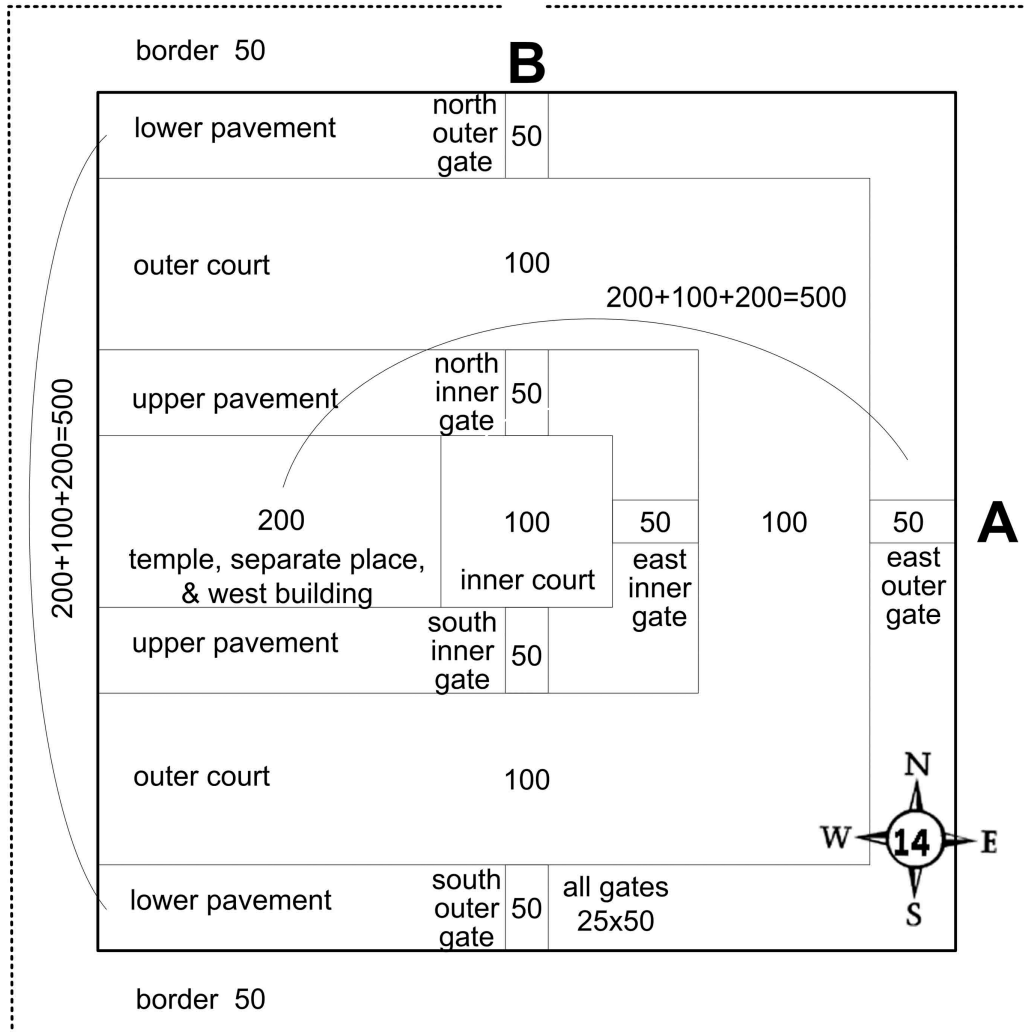 border 50
B
lower pavement
north
outer
gate
50
outer court
100
200+100+200=500
upper pavement
north
inner
gate
50
200+100+200=500
200
temple, separate place,
& west building
100
inner court
50
east
inner
gate
100
50
east
outer
gate
A
upper pavement
south
inner
gate
50
outer court
100
N
W
14
E
S
lower pavement
south
outer
gate
50
all gates
25x50
border 50